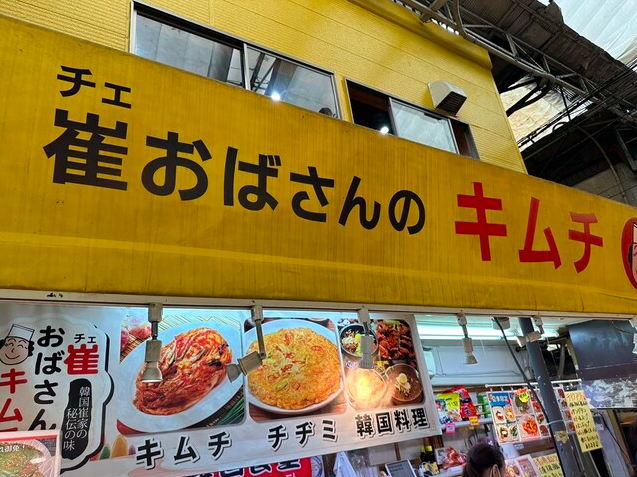 チェ
崔おばさんの キムチ
チェ
崔
おばさん
キム
韓国崔家の
秘伝の味
キムチ チヂミ 韓国料理